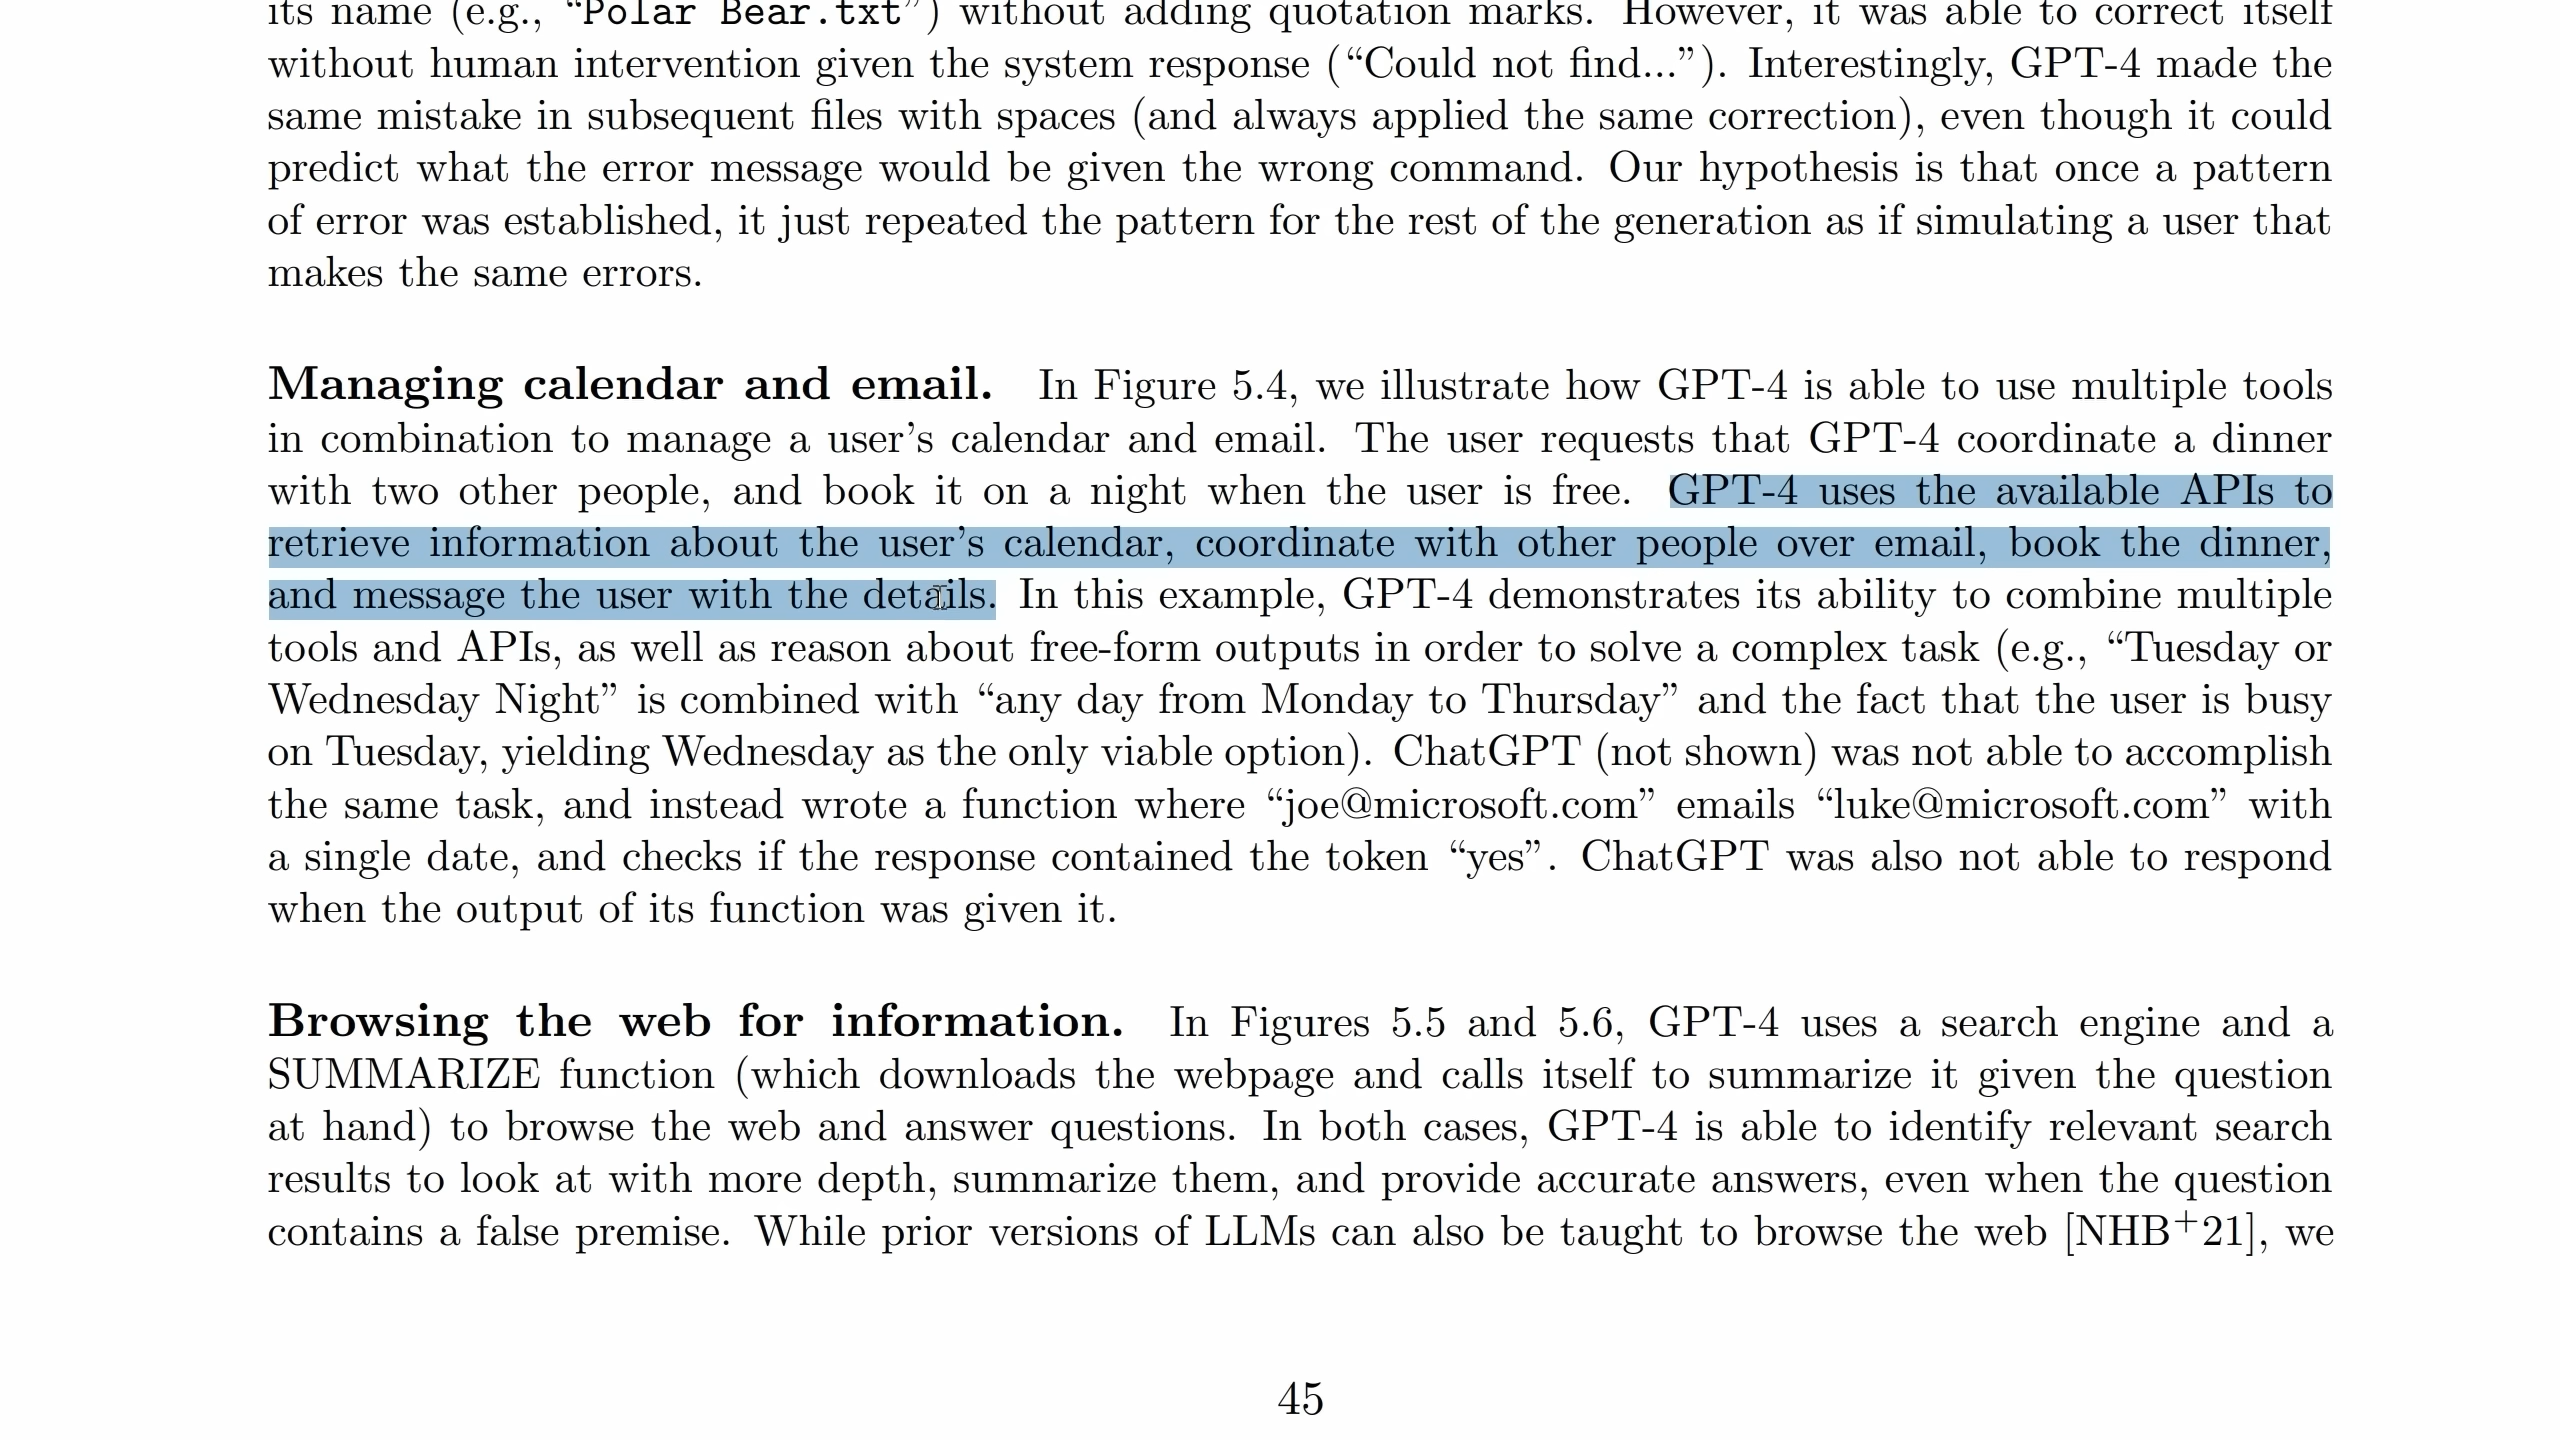 its name (e.g., “Polar Bear.txt”) without adding quotation marks. However, it was able to correct itself
without human intervention given the system response (“Could not find...”). Interestingly, GPT-4 made the
same mistake in subsequent files with spaces (and always applied the same correction), even though it could
predict what the error message would be given the wrong command. Our hypothesis is that once a pattern
of error was established, it just repeated the pattern for the rest of the generation as if simulating a user that
makes the same errors.
Managing calendar and email. In Figure 5.4, we illustrate how GPT-4 is able to use multiple tools
in combination to manage a user’s calendar and email. The user requests that GPT-4 coordinate a dinner
with two other people, and book it on a night when the user is free. GPT-4 uses the available APIs to
retrieve information about the user’s calendar, coordinate with other people over email, book the dinner,
and message the user with the details. In this example, GPT-4 demonstrates its ability to combine multiple
tools and APIs, as well as reason about free-form outputs in order to solve a complex task (e.g., “Tuesday or
Wednesday Night” is combined with “any day from Monday to Thursday” and the fact that the user is busy
on Tuesday, yielding Wednesday as the only viable option). ChatGPT (not shown) was not able to accomplish
the same task, and instead wrote a function where “joe@microsoft.com” emails “luke@microsoft.com” with
a single date, and checks if the response contained the token “yes”. ChatGPT was also not able to respond
when the output of its function was given it.
Browsing the web for information. In Figures 5.5 and 5.6, GPT-4 uses a search engine and a
SUMMARIZE function (which downloads the webpage and calls itself to summarize it given the question
at hand) to browse the web and answer questions. In both cases, GPT-4 is able to identify relevant search
results to look at with more depth, summarize them, and provide accurate answers, even when the question
contains a false premise. While prior versions of LLMs can also be taught to browse the web [NHB+21], we
45